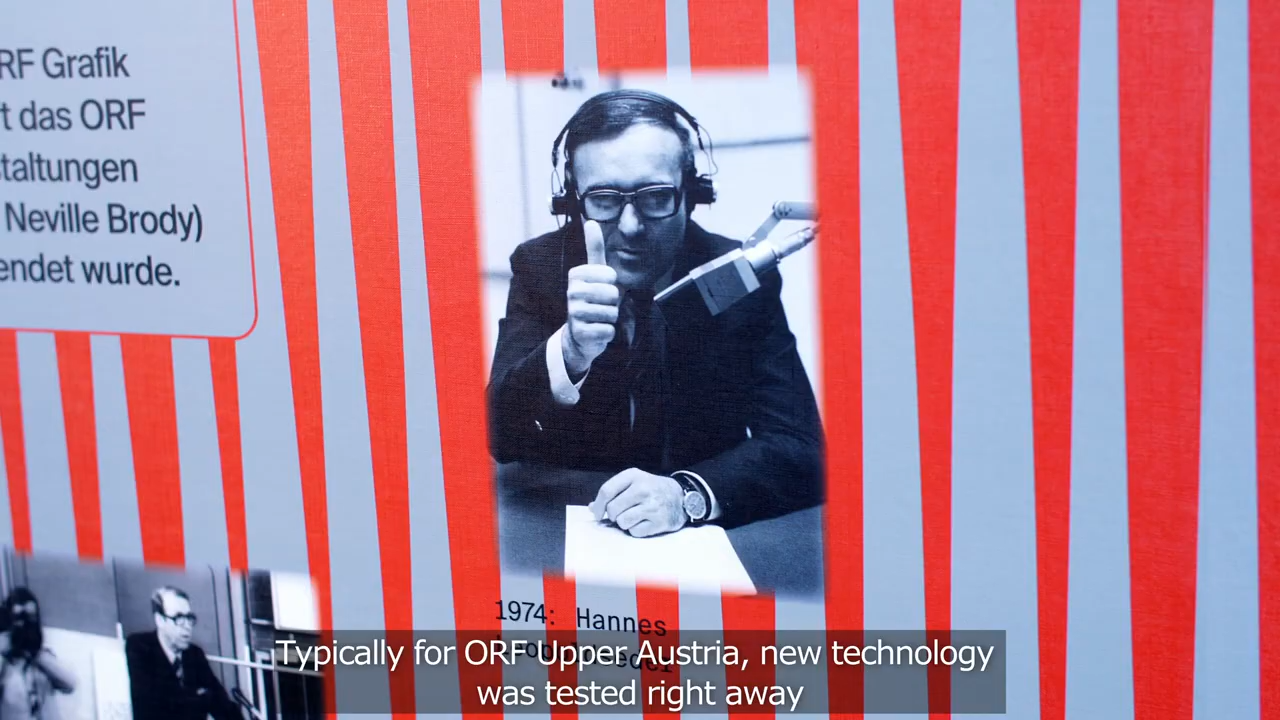 RF Grafik
t das ORF
staltungen
Neville Brody)
endet wurde.
1974: Hannes
Typically for ORF Upper Austria, new technology
was tested right away